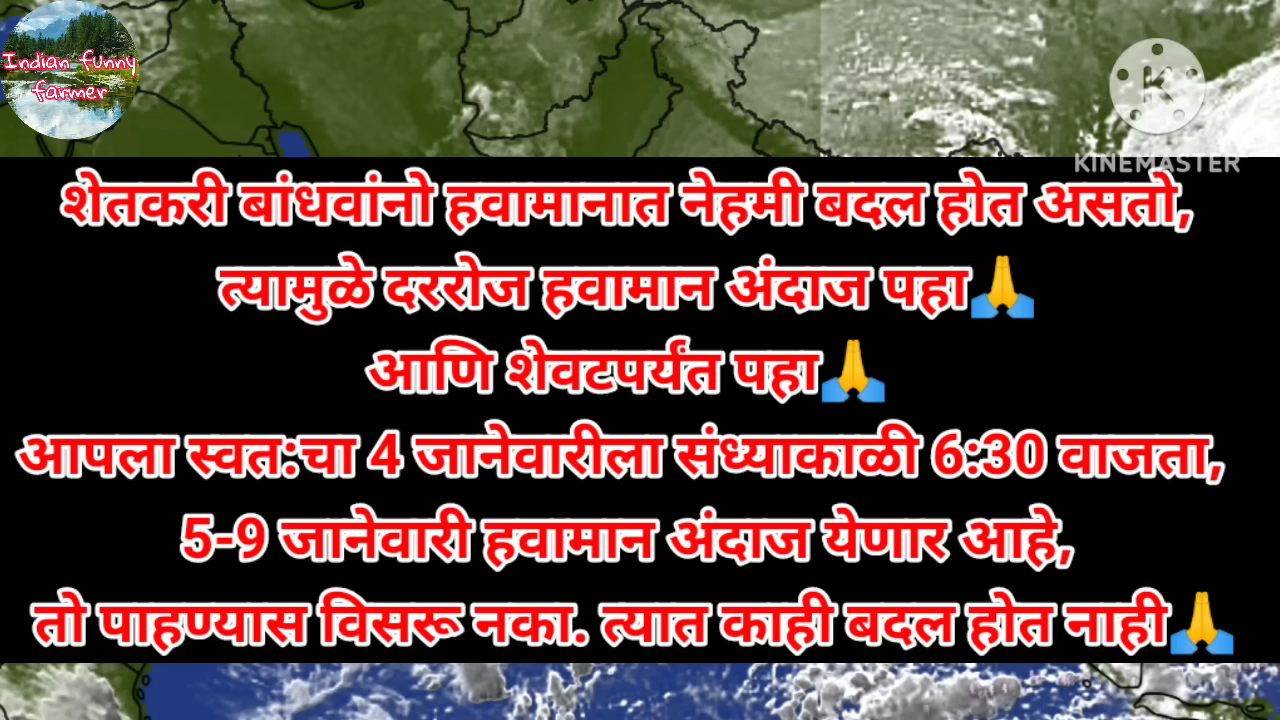 Indian funny
farmer
KINEMASTER
शेतकरी बांधवांनो हवामानात नेहमी बदल होत असतो,
त्यामुळे दररोज हवामान अंदाज पहा🙏
आणि शेवटपर्यंत पहा🙏
आपला स्वत:चा 4 जानेवारीला संध्याकाळी 6:30 वाजता,
5-9 जानेवारी हवामान अंदाज येणार आहे,
तो पाहण्यास विसरू नका. त्यात काही बदल होत नाही🙏